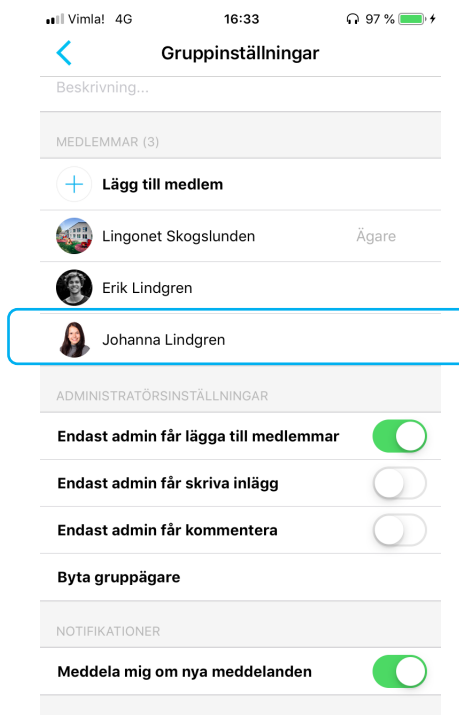 Vimla! 4G 16:33 97 %
Gruppinställningar
Beskrivning...
MEDLEMMAR (3)
Lägg till medlem
Lingonet Skogslunden Ägare
Erik Lindgren
Johanna Lindgren
ADMINISTRATÖRSINSTÄLLNINGAR
Endast admin får lägga till medlemmar
Endast admin får skriva inlägg
Endast admin får kommentera
Byta gruppägare
NOTIFIKATIONER
Meddela mig om nya meddelanden